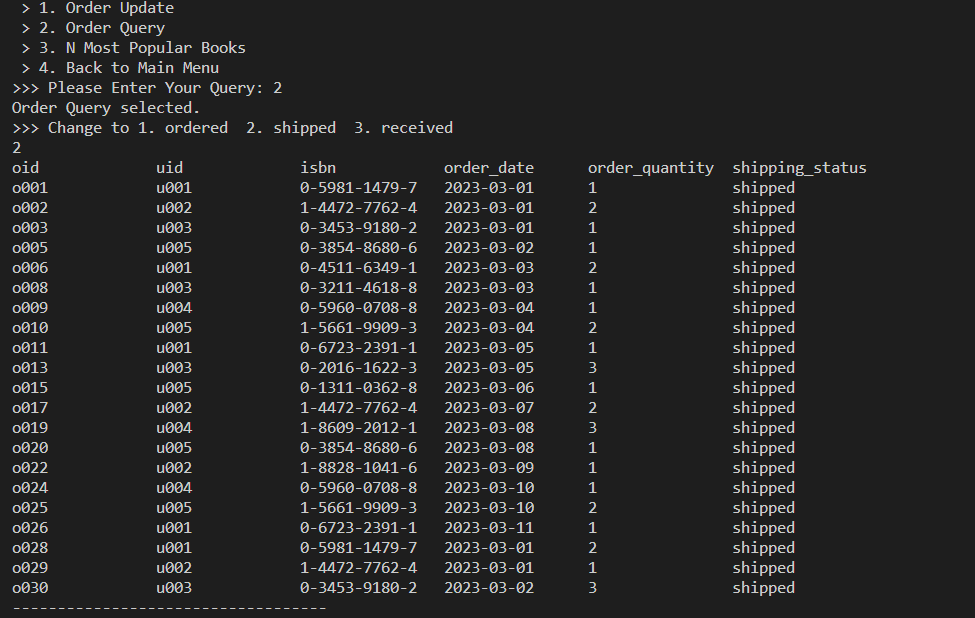 > 1. Order Update
> 2. Order Query
> 3. N Most Popular Books
> 4. Back to Main Menu
>>> Please Enter Your Query: 2
Order Query selected.
>>> Change to 1. ordered  2. shipped  3. received
2
oid             uid             isbn            order_date      order_quantity  shipping_status
o001            u001            0-5981-1479-7   2023-03-01      1               shipped
o002            u002            1-4472-7762-4   2023-03-01      2               shipped
o003            u003            0-3453-9180-2   2023-03-01      1               shipped
o005            u005            0-3854-8680-6   2023-03-02      1               shipped
o006            u001            0-4511-6349-1   2023-03-03      2               shipped
o008            u003            0-3211-4618-8   2023-03-03      1               shipped
o009            u004            0-5960-0708-8   2023-03-04      1               shipped
o010            u005            1-5661-9909-3   2023-03-04      2               shipped
o011            u001            0-6723-2391-1   2023-03-05      1               shipped
o013            u003            0-2016-1622-3   2023-03-05      3               shipped
o015            u005            0-1311-0362-8   2023-03-06      1               shipped
o017            u002            1-4472-7762-4   2023-03-07      2               shipped
o019            u004            1-8609-2012-1   2023-03-08      3               shipped
o020            u005            0-3854-8680-6   2023-03-08      1               shipped
o022            u002            1-8828-1041-6   2023-03-09      1               shipped
o024            u004            0-5960-0708-8   2023-03-10      1               shipped
o025            u005            1-5661-9909-3   2023-03-10      2               shipped
o026            u001            0-6723-2391-1   2023-03-11      1               shipped
o028            u001            0-5981-1479-7   2023-03-01      2               shipped
o029            u002            1-4472-7762-4   2023-03-01      1               shipped
o030            u003            0-3453-9180-2   2023-03-02      3               shipped
-----------------------------------